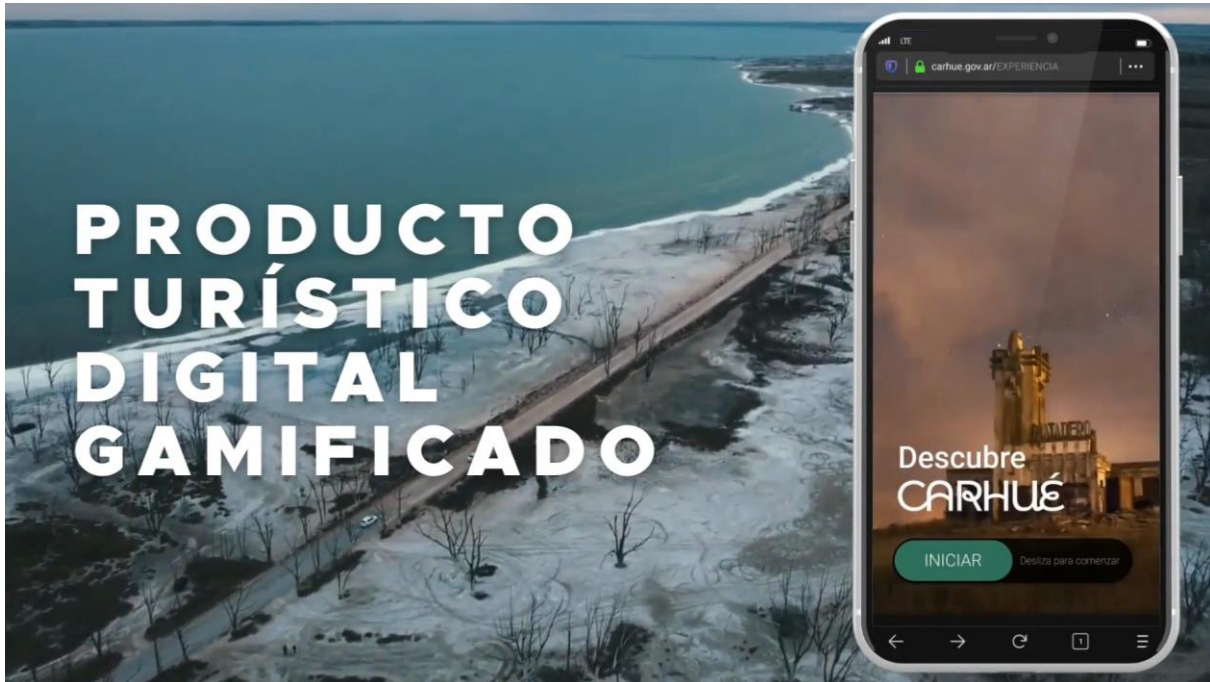 PRODUCTO
TURÍSTICO
DIGITAL
GAMIFICADO
LTE
carhue.gov.ar/EXPERIENCIA
MATADERO
Descubre
CARHUÉ
INICIAR
Desliza para comenzar
1